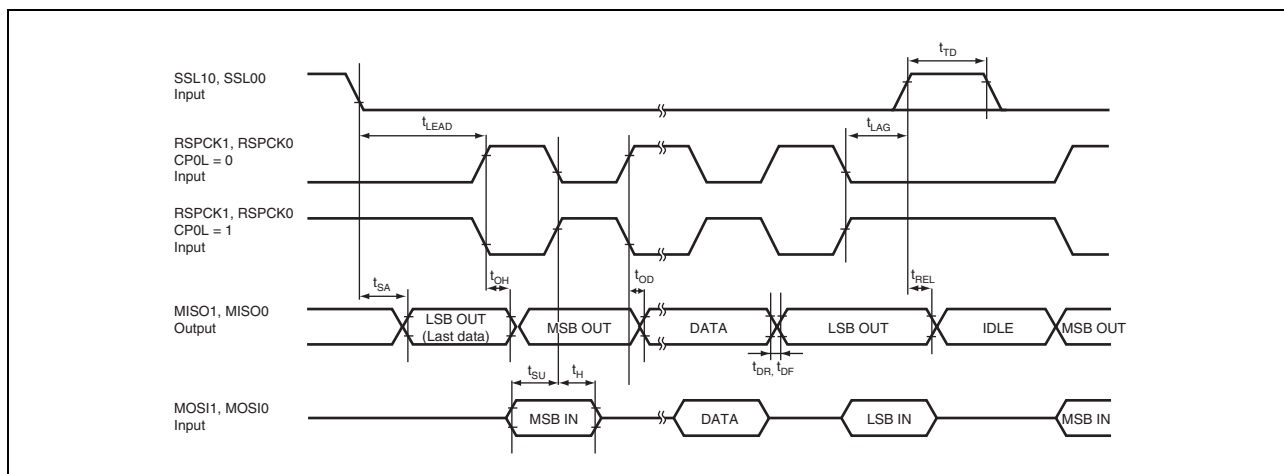 t_TD
SSL10, SSL00
Input
t_LEAD
t_LAG
RSPCK1, RSPCK0
CP0L = 0
Input
RSPCK1, RSPCK0
CP0L = 1
Input
t_SA
t_OH
t_OD
t_REL
MISO1, MISO0
Output
LSB OUT
(Last data)
MSB OUT
DATA
LSB OUT
IDLE
MSB OUT
t_SU
t_H
t_DR, t_DF
MOSI1, MOSI0
Input
MSB IN
DATA
LSB IN
MSB IN